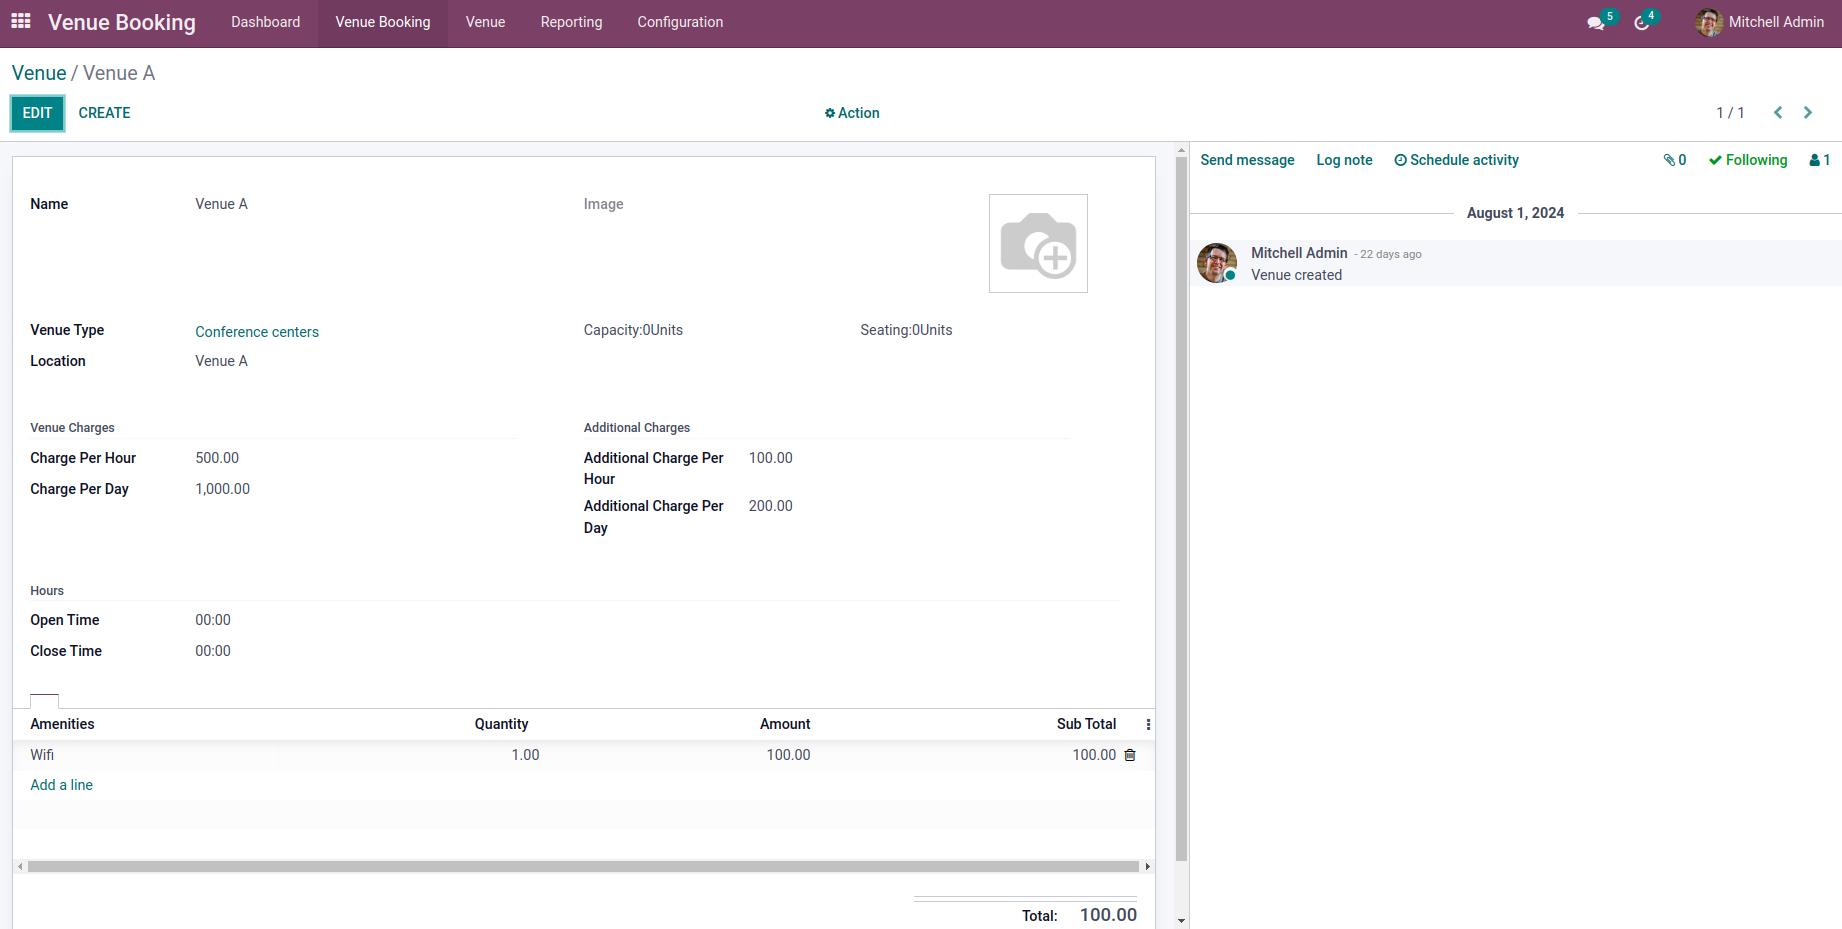 Venue Booking Dashboard Venue Booking Venue Reporting Configuration 5 4 Mitchell Admin
Venue / Venue A
EDIT CREATE Action 1 / 1
Send message Log note Schedule activity 0 Following 1
August 1, 2024
Mitchell Admin - 22 days ago
Venue created
Name Venue A Image
Venue Type Conference centers Capacity:0Units Seating:0Units
Location Venue A
Venue Charges Additional Charges
Charge Per Hour 500.00 Additional Charge Per Hour 100.00
Charge Per Day 1,000.00 Additional Charge Per Day 200.00
Hours
Open Time 00:00
Close Time 00:00
Amenities Quantity Amount Sub Total
Wifi 1.00 100.00 100.00
Add a line
Total: 100.00